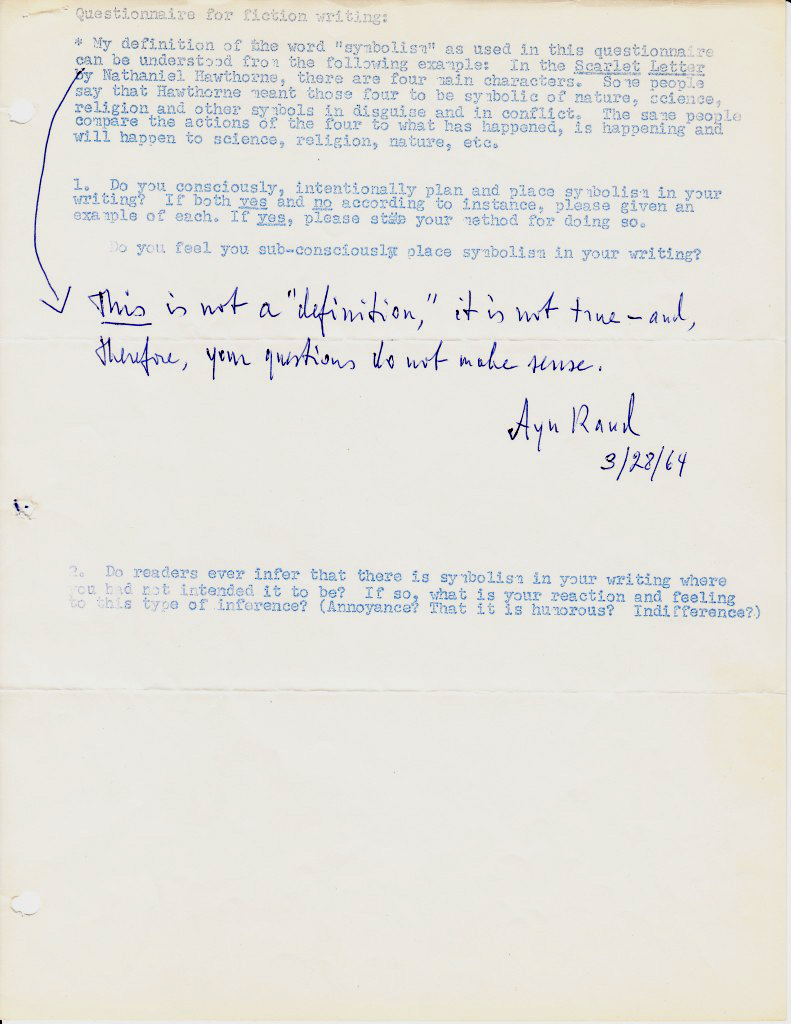 Questionnaire for fiction writing:
* My definition of the word "symbolism" as used in this questionnaire
can be understood from the following example: In the Scarlet Letter
by Nathaniel Hawthorne, there are four main characters. Some people
say that Hawthorne meant those four to be symbolic of nature, science,
religion and other symbols in disguise and in conflict. The same people
compare the actions of the four to what has happened, is happening and
will happen to science, religion, nature, etc.
1. Do you consciously, intentionally plan and place symbolism in your
writing? If both yes and no according to instance, please given an
example of each. If yes, please state your method for doing so.
Do you feel you sub-consciously place symbolism in your writing?
This is not a "definition," it is not true – and,
therefore, your questions do not make sense.
Ayn Rand
3/28/64
2. Do readers ever infer that there is symbolism in your writing where
you had not intended it to be? If so, what is your reaction and feeling
to this type of inference? (Annoyance? That it is humorous? Indifference?)